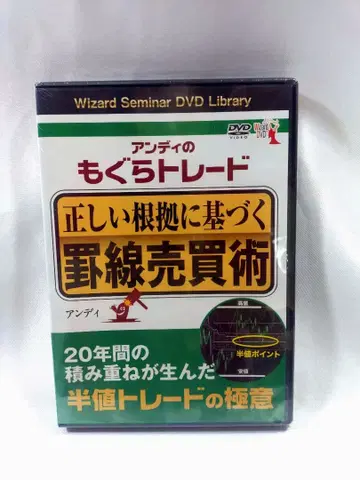 Wizard Seminar DVD Library
DVD
VIDEO
アンディの
もぐらトレード
正しい根拠に基づく
罫線売買術
アンディ
高値
半値ポイント
安値
20年間の
積み重ねが生んだ
半値トレードの極意